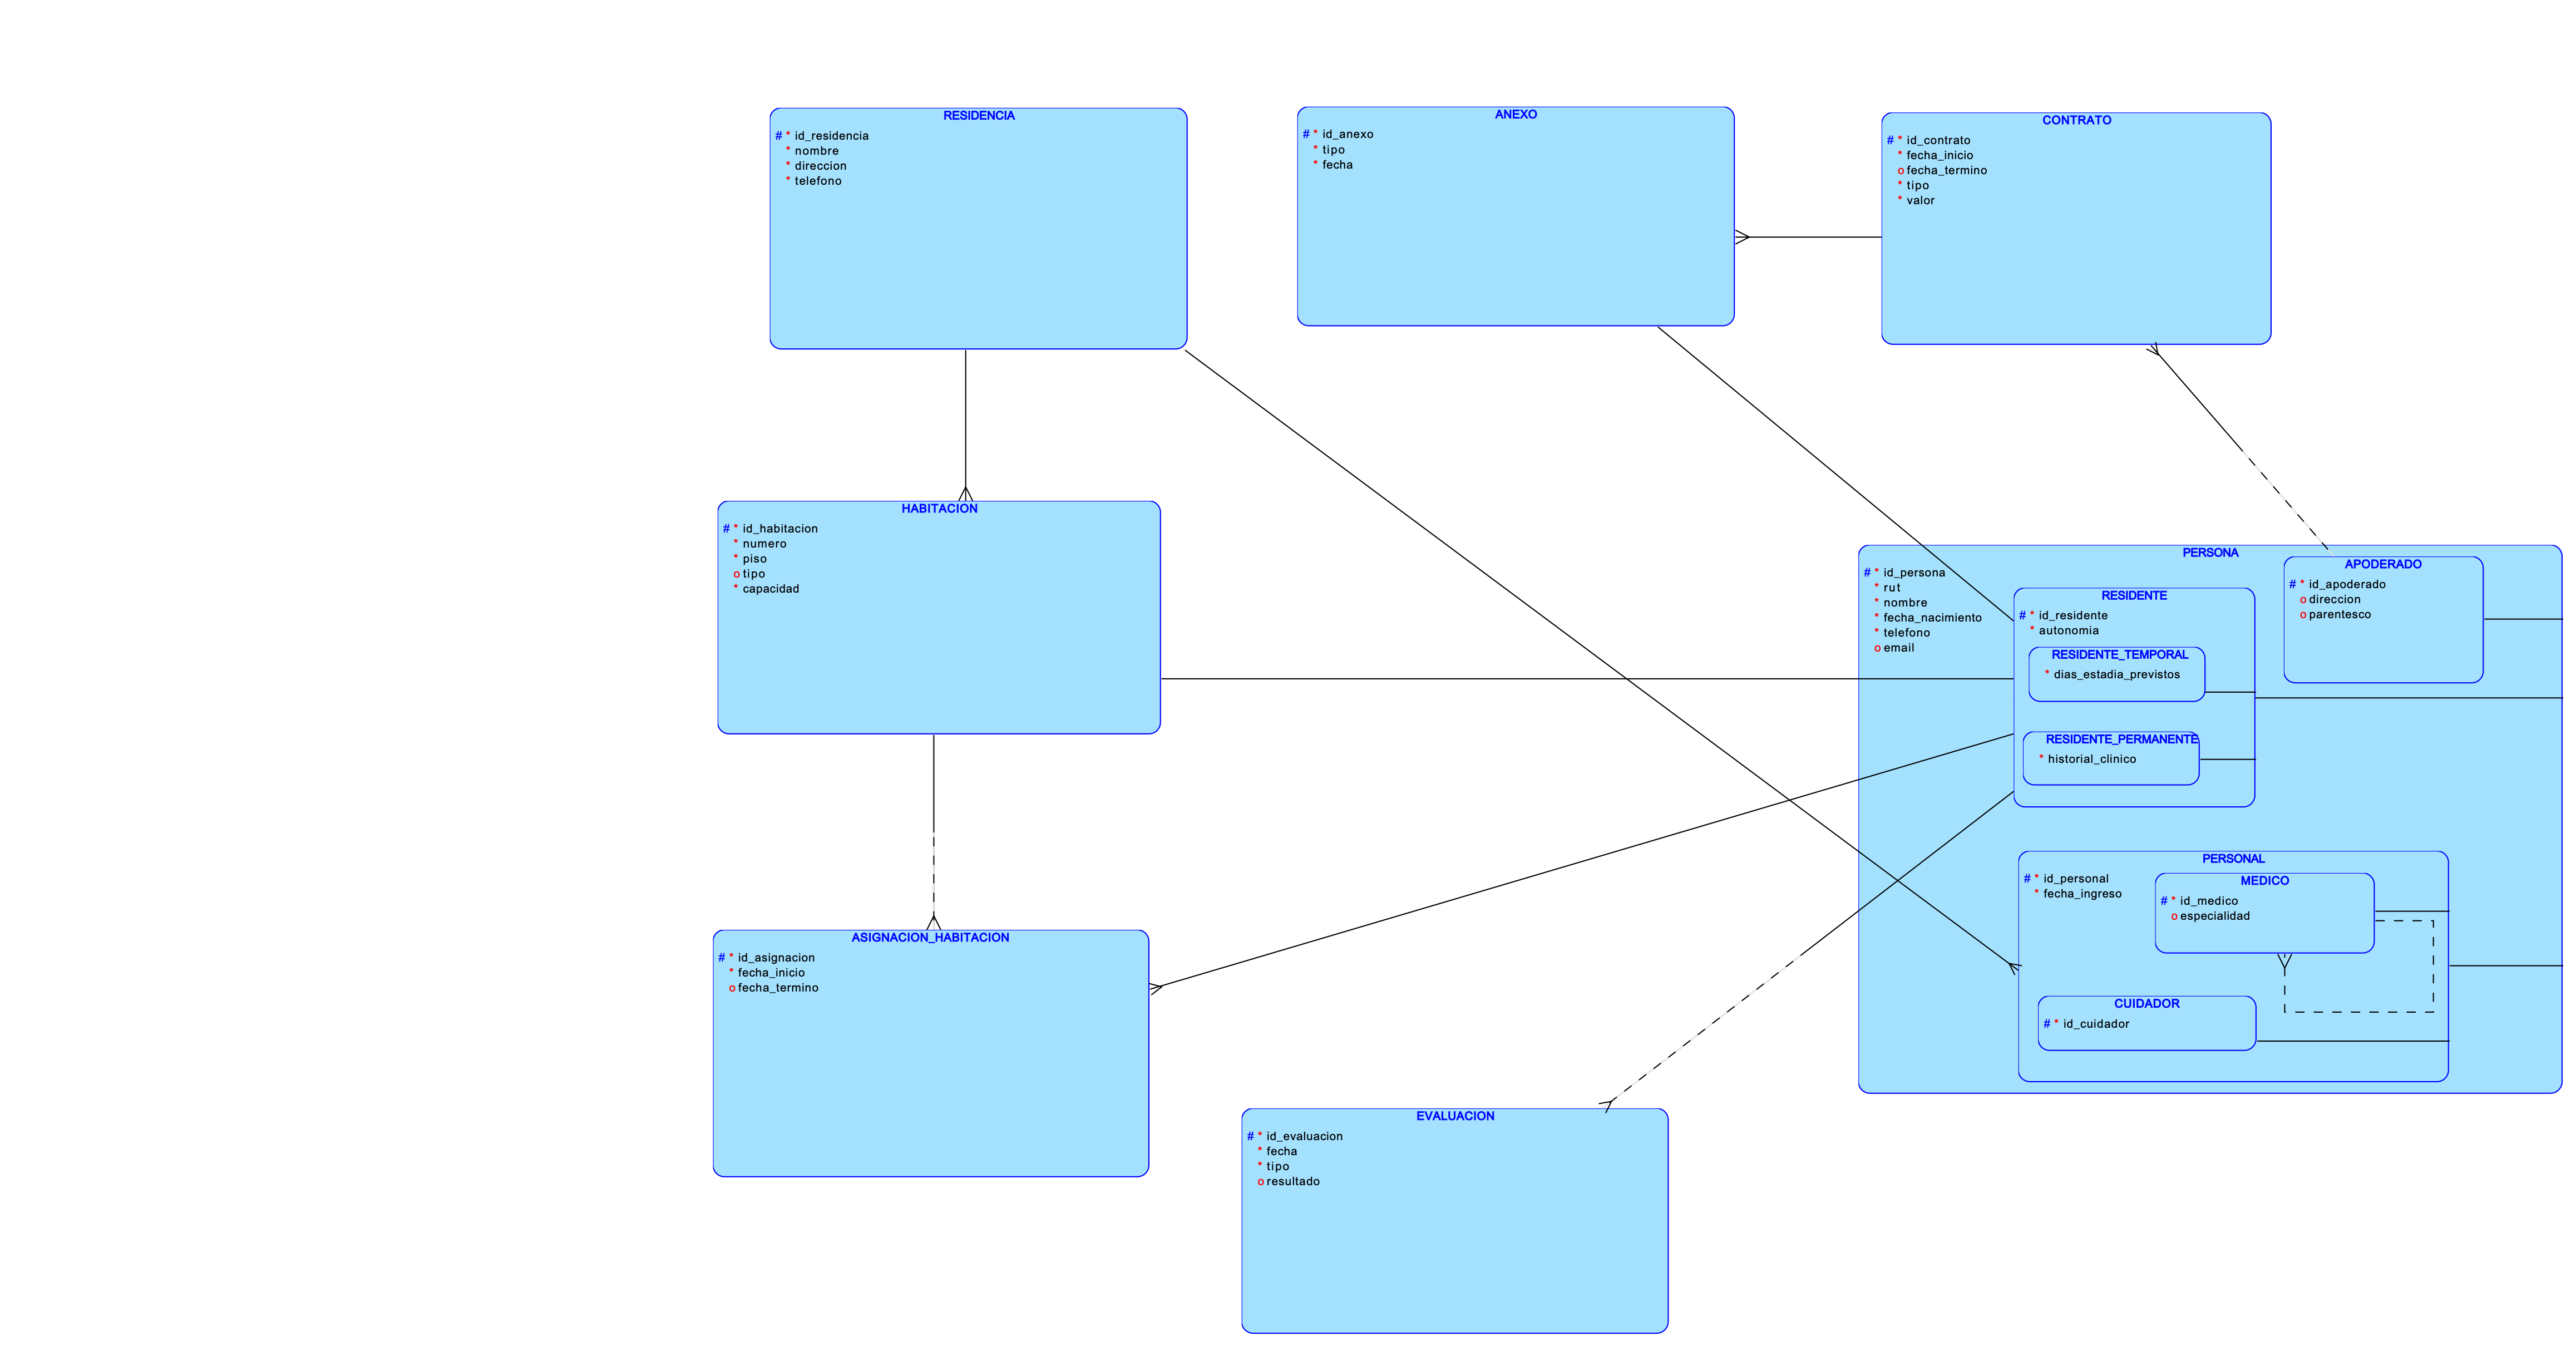 RESIDENCIA
# * id_residencia
* nombre
* direccion
* telefono
ANEXO
# * id_anexo
* tipo
* fecha
CONTRATO
# * id_contrato
* fecha_inicio
o fecha_termino
* tipo
* valor
HABITACION
# * id_habitacion
* numero
* piso
o tipo
* capacidad
PERSONA
# * id_persona
* rut
* nombre
* fecha_nacimiento
* telefono
o email
APODERADO
# * id_apoderado
o direccion
o parentesco
RESIDENTE
# * id_residente
* autonomia
RESIDENTE_TEMPORAL
* dias_estadia_previstos
RESIDENTE_PERMANENTE
* historial_clinico
PERSONAL
# * id_personal
* fecha_ingreso
MEDICO
# * id_medico
o especialidad
CUIDADOR
# * id_cuidador
ASIGNACION_HABITACION
# * id_asignacion
* fecha_inicio
o fecha_termino
EVALUACION
# * id_evaluacion
* fecha
* tipo
o resultado